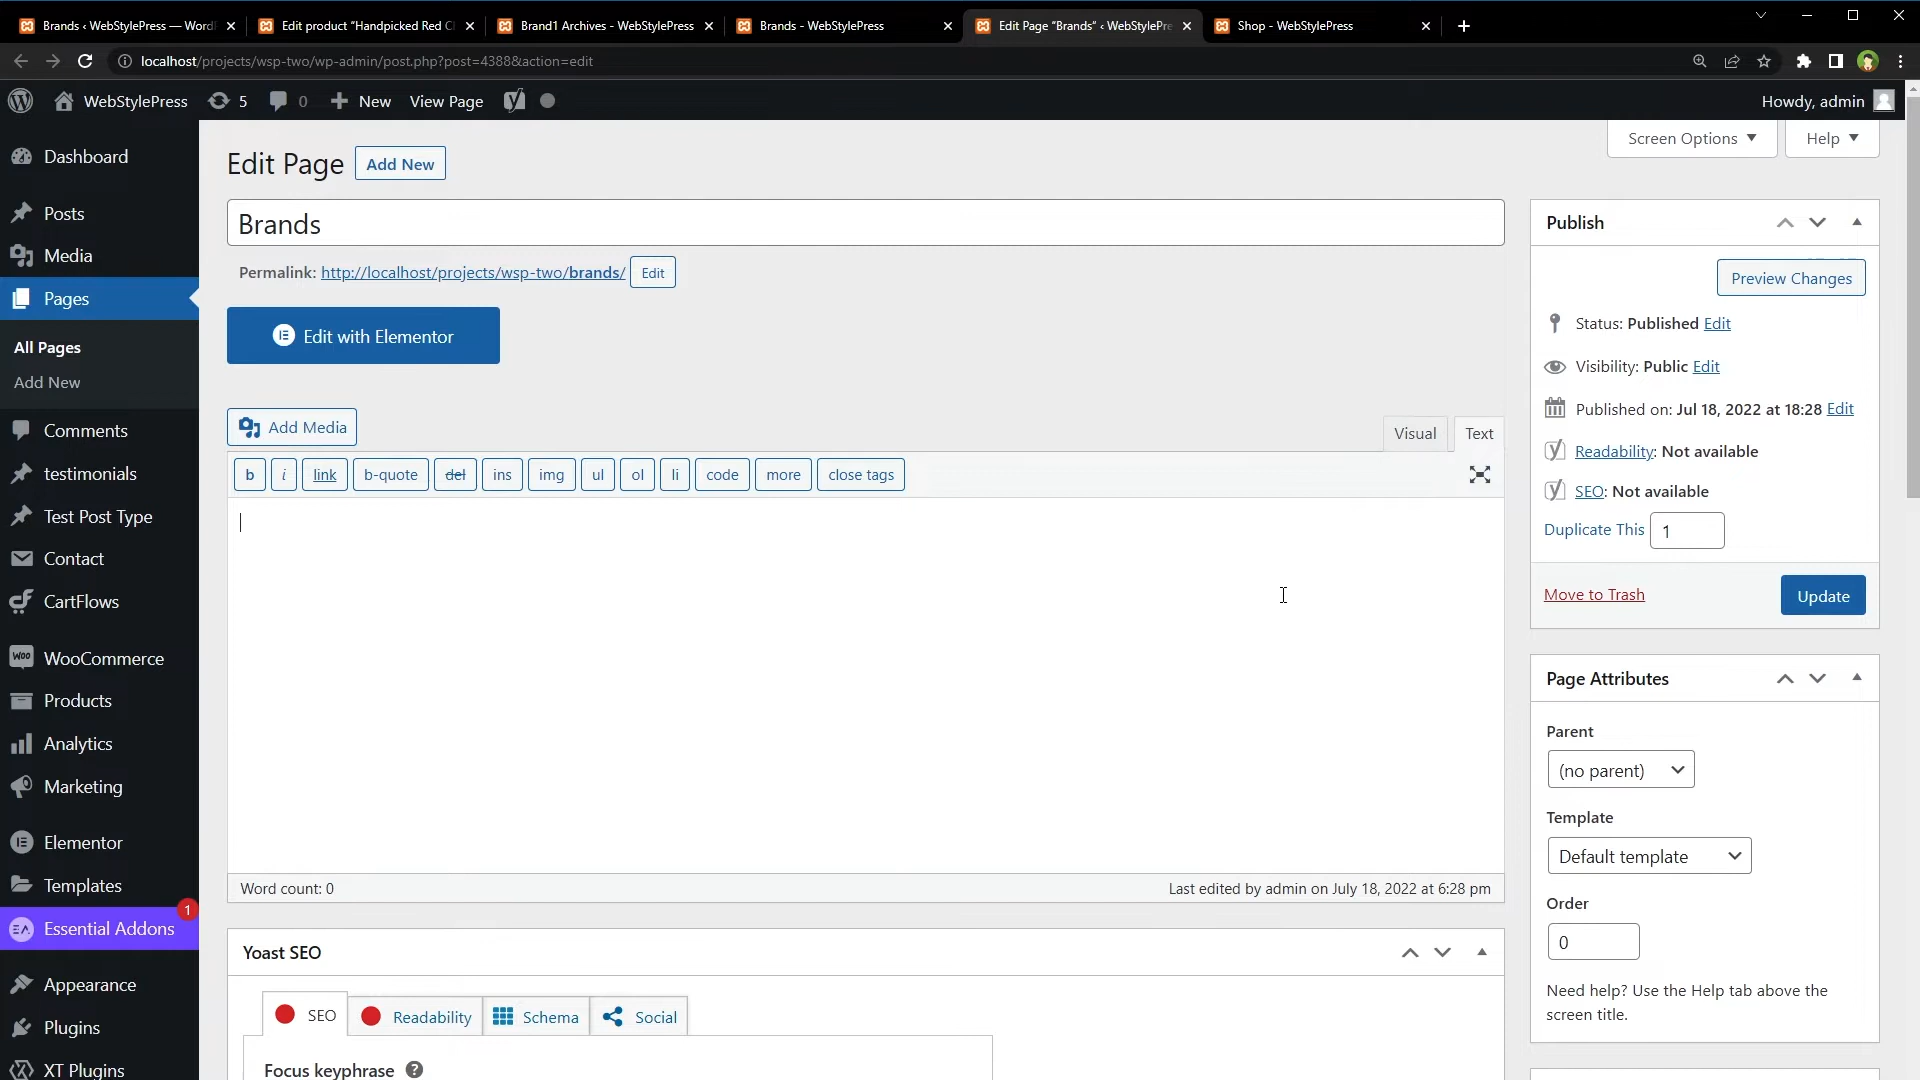 Brands ‹ WebStylePress — Word
Edit product “Handpicked Red C
Brand1 Archives - WebStylePress
Brands - WebStylePress
Edit Page “Brands” ‹ WebStylePre
Shop - WebStylePress
localhost/projects/wsp-two/wp-admin/post.php?post=4388&action=edit
WebStylePress
5
0
New
View Page
Howdy, admin
Screen Options
Help
Dashboard
Posts
Media
Pages
All Pages
Add New
Comments
testimonials
Test Post Type
Contact
CartFlows
Woo
WooCommerce
Products
Analytics
Marketing
Elementor
Templates
1
Essential Addons
Appearance
Plugins
XT Plugins
Edit Page
Add New
Brands
Permalink: http://localhost/projects/wsp-two/brands/
Edit
Edit with Elementor
Add Media
Visual
Text
b
i
link
b-quote
del
ins
img
ul
ol
li
code
more
close tags
Word count: 0
Last edited by admin on July 18, 2022 at 6:28 pm
Yoast SEO
SEO
Readability
Schema
Social
Focus keyphrase
?
Publish
Preview Changes
Status: Published Edit
Visibility: Public Edit
Published on: Jul 18, 2022 at 18:28 Edit
Readability: Not available
SEO: Not available
Duplicate This
1
Move to Trash
Update
Page Attributes
Parent
(no parent)
Template
Default template
Order
0
Need help? Use the Help tab above the
screen title.